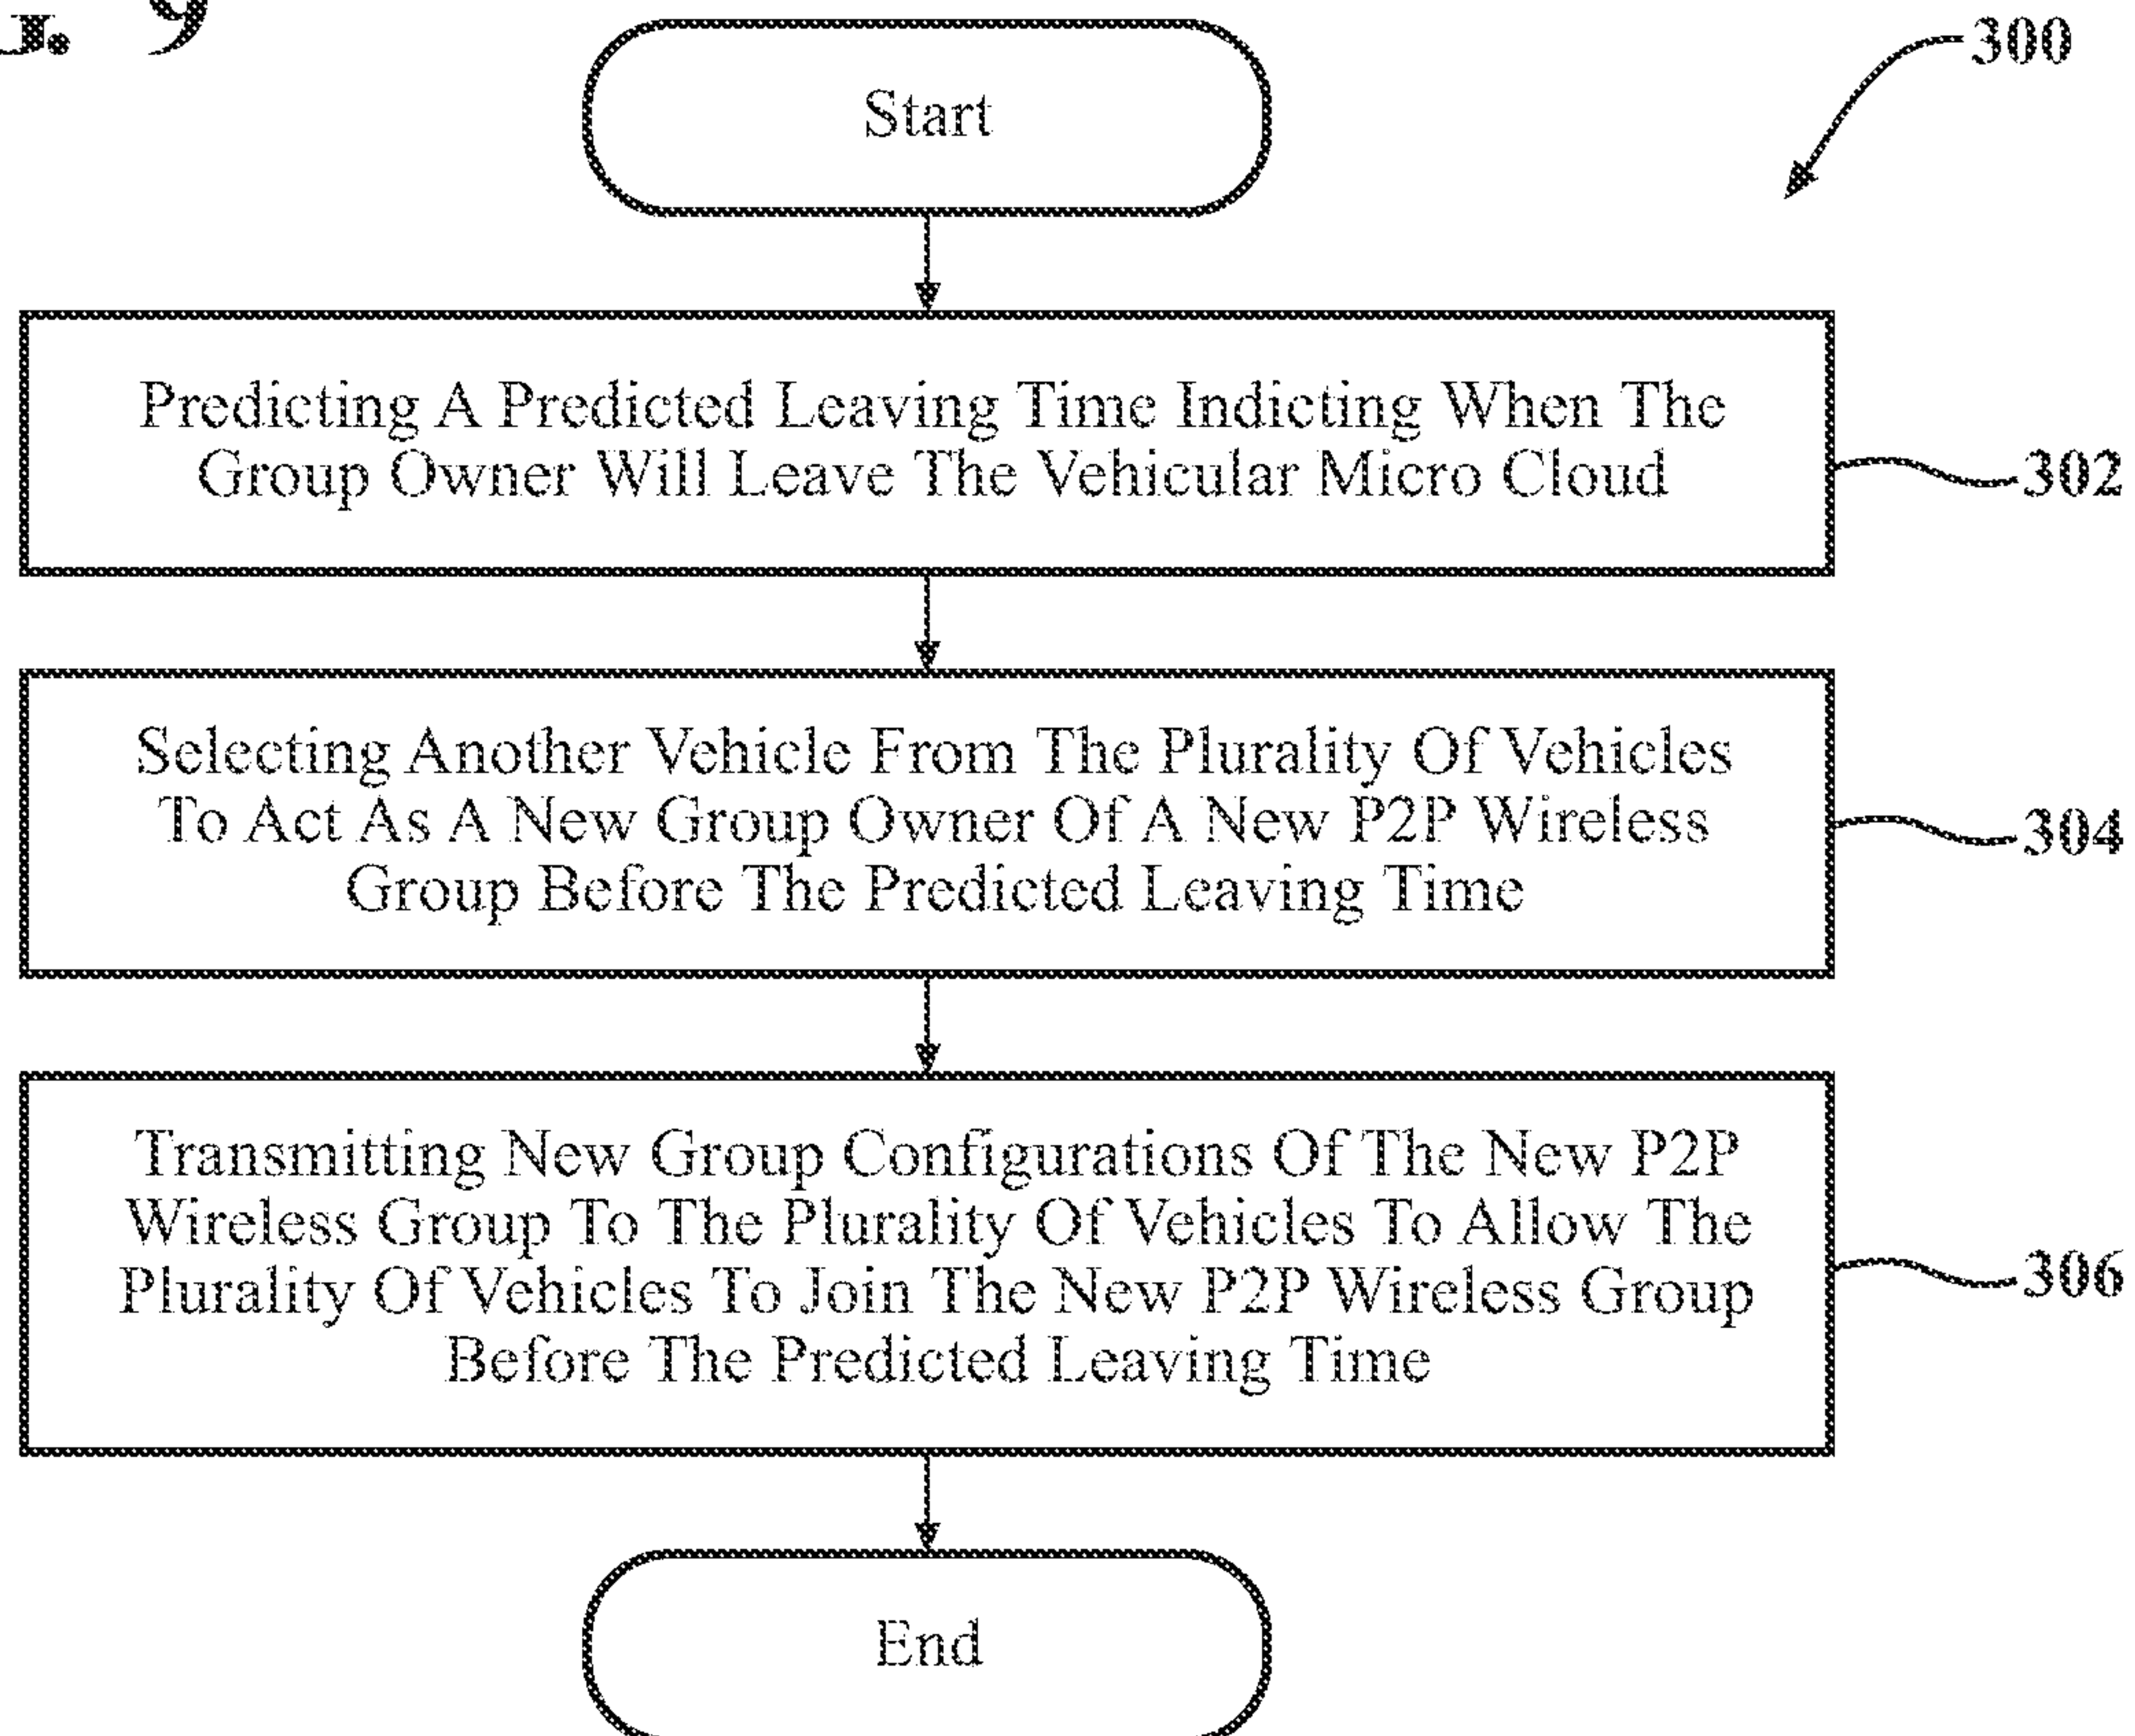 9
300
Start
Predicting A Predicted Leaving Time Indicting When The
Group Owner Will Leave The Vehicular Micro Cloud
302
Selecting Another Vehicle From The Plurality Of Vehicles
To Act As A New Group Owner Of A New P2P Wireless
Group Before The Predicted Leaving Time
304
Transmitting New Group Configurations Of The New P2P
Wireless Group To The Plurality Of Vehicles To Allow The
Plurality Of Vehicles To Join The New P2P Wireless Group
Before The Predicted Leaving Time
306
End